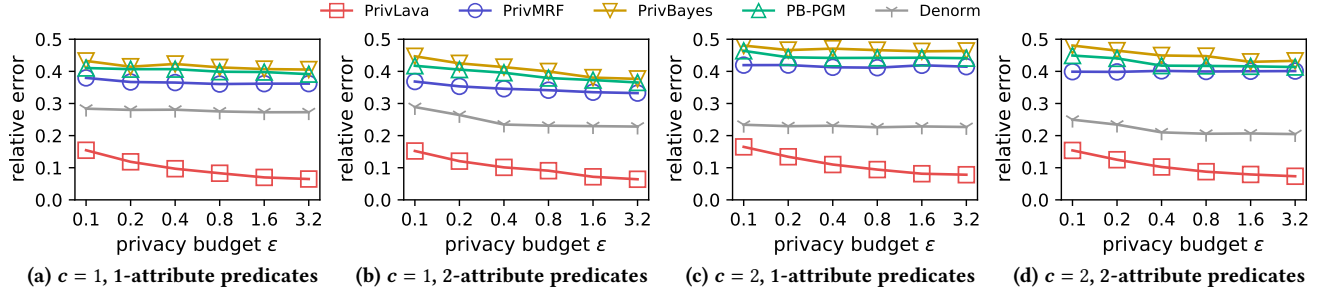 PrivLava PrivMRF PrivBayes PB-PGM Denorm
relative error
0.5
0.4
0.3
0.2
0.1
0.0
0.1 0.2 0.4 0.8 1.6 3.2
privacy budget ε
(a) c = 1, 1-attribute predicates
relative error
0.5
0.4
0.3
0.2
0.1
0.0
0.1 0.2 0.4 0.8 1.6 3.2
privacy budget ε
(b) c = 1, 2-attribute predicates
relative error
0.5
0.4
0.3
0.2
0.1
0.0
0.1 0.2 0.4 0.8 1.6 3.2
privacy budget ε
(c) c = 2, 1-attribute predicates
relative error
0.5
0.4
0.3
0.2
0.1
0.0
0.1 0.2 0.4 0.8 1.6 3.2
privacy budget ε
(d) c = 2, 2-attribute predicates